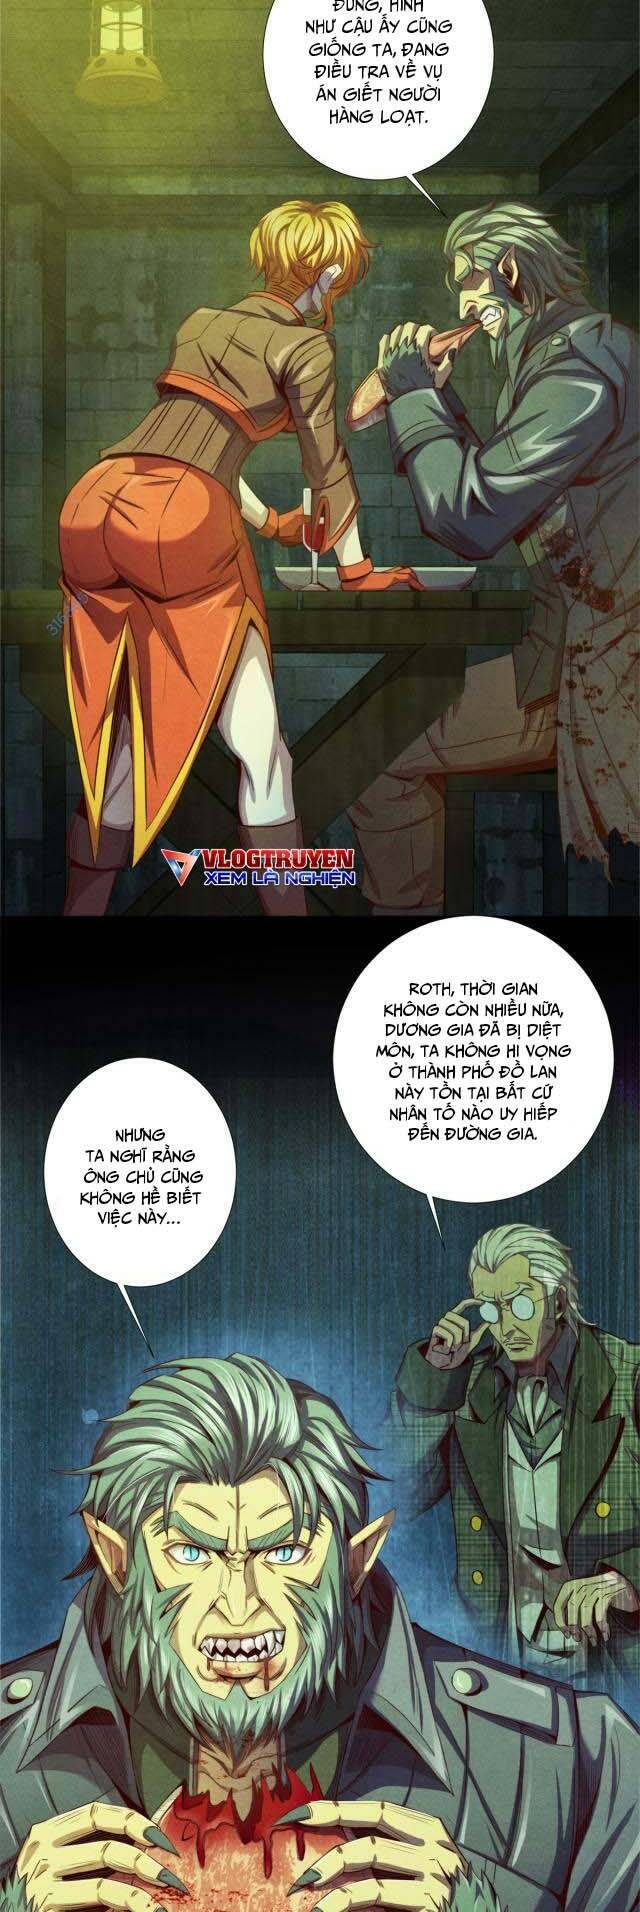 ĐÚNG, HÌNH
NHƯ CẬU ẤY CŨNG
GIỐNG TA, ĐANG
ĐIỀU TRA VỀ VỤ
ÁN GIẾT NGƯỜI
HÀNG LOẠT.
VLOGTRUYEN
XEM LÀ NGHIỆN
ROTH, THỜI GIAN
KHÔNG CÒN NHIỀU NỮA,
DƯƠNG GIA ĐÃ BỊ DIỆT
MÔN, TA KHÔNG HI VỌNG
Ở THÀNH PHỐ ĐỒ LAN
NÀY TỒN TẠI BẤT CỨ
NHÂN TỐ NÀO UY HIẾP
ĐẾN ĐƯỜNG GIA.
NHƯNG
TA NGHĨ RẰNG
ÔNG CHỦ CŨNG
KHÔNG HỀ BIẾT
VIỆC NÀY...